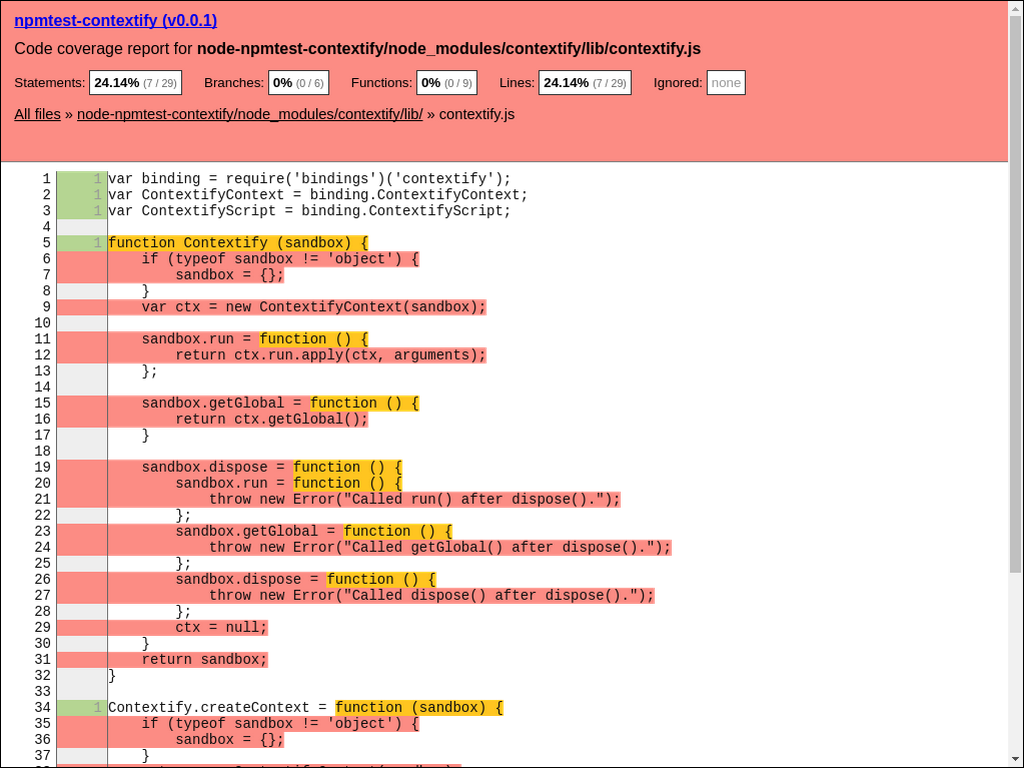 npmtest-contextify (v0.0.1)
Code coverage report for node-npmtest-contextify/node_modules/contextify/lib/contextify.js
Statements: 24.14% (7 / 29) Branches: 0% (0 / 6) Functions: 0% (0 / 9) Lines: 24.14% (7 / 29) Ignored: none
All files » node-npmtest-contextify/node_modules/contextify/lib/ » contextify.js
1 1 var binding = require('bindings')('contextify');
2 1 var ContextifyContext = binding.ContextifyContext;
3 1 var ContextifyScript = binding.ContextifyScript;
4
5 1 function Contextify (sandbox) {
6     if (typeof sandbox != 'object') {
7         sandbox = {};
8     }
9     var ctx = new ContextifyContext(sandbox);
10
11     sandbox.run = function () {
12         return ctx.run.apply(ctx, arguments);
13     };
14
15     sandbox.getGlobal = function () {
16         return ctx.getGlobal();
17     }
18
19     sandbox.dispose = function () {
20         sandbox.run = function () {
21             throw new Error("Called run() after dispose().");
22         };
23         sandbox.getGlobal = function () {
24             throw new Error("Called getGlobal() after dispose().");
25         };
26         sandbox.dispose = function () {
27             throw new Error("Called dispose() after dispose().");
28         };
29         ctx = null;
30     }
31     return sandbox;
32 }
33
34 1 Contextify.createContext = function (sandbox) {
35     if (typeof sandbox != 'object') {
36         sandbox = {};
37     }